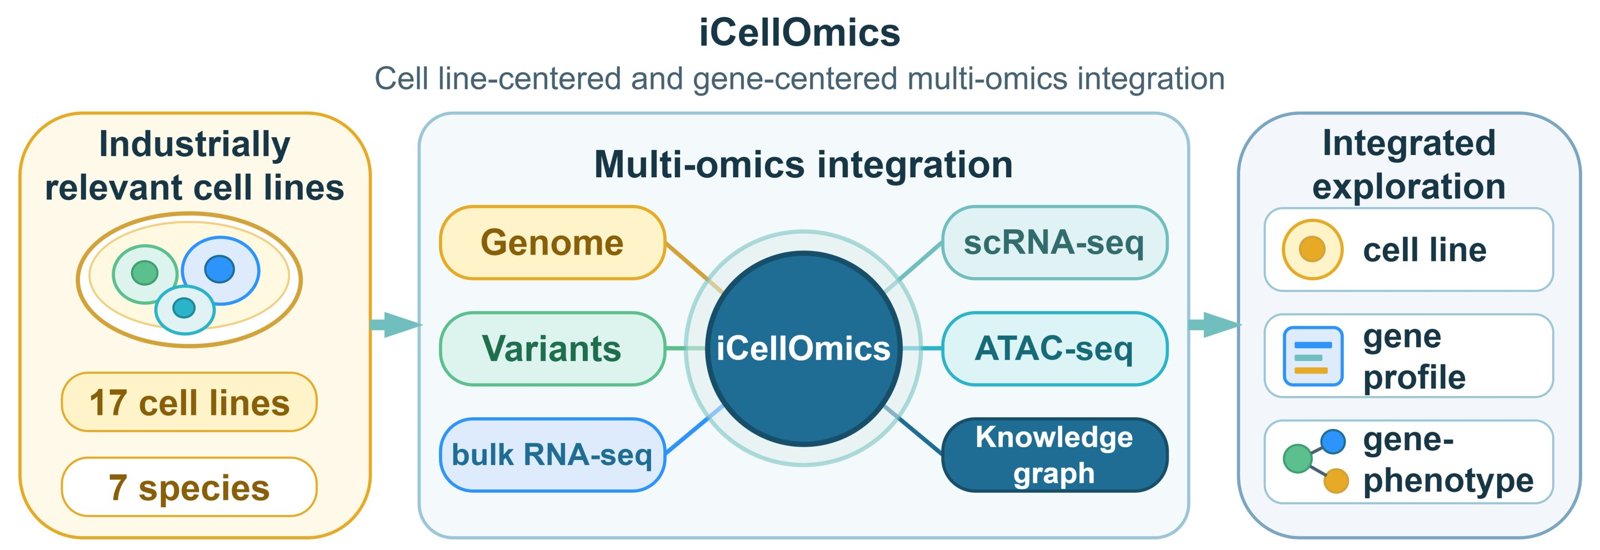 iCellOmics
Cell line-centered and gene-centered multi-omics integration
Industrially
relevant cell lines
17 cell lines
7 species
Multi-omics integration
Genome
Variants
bulk RNA-seq
iCellOmics
scRNA-seq
ATAC-seq
Knowledge
graph
Integrated
exploration
cell line
gene
profile
gene-
phenotype